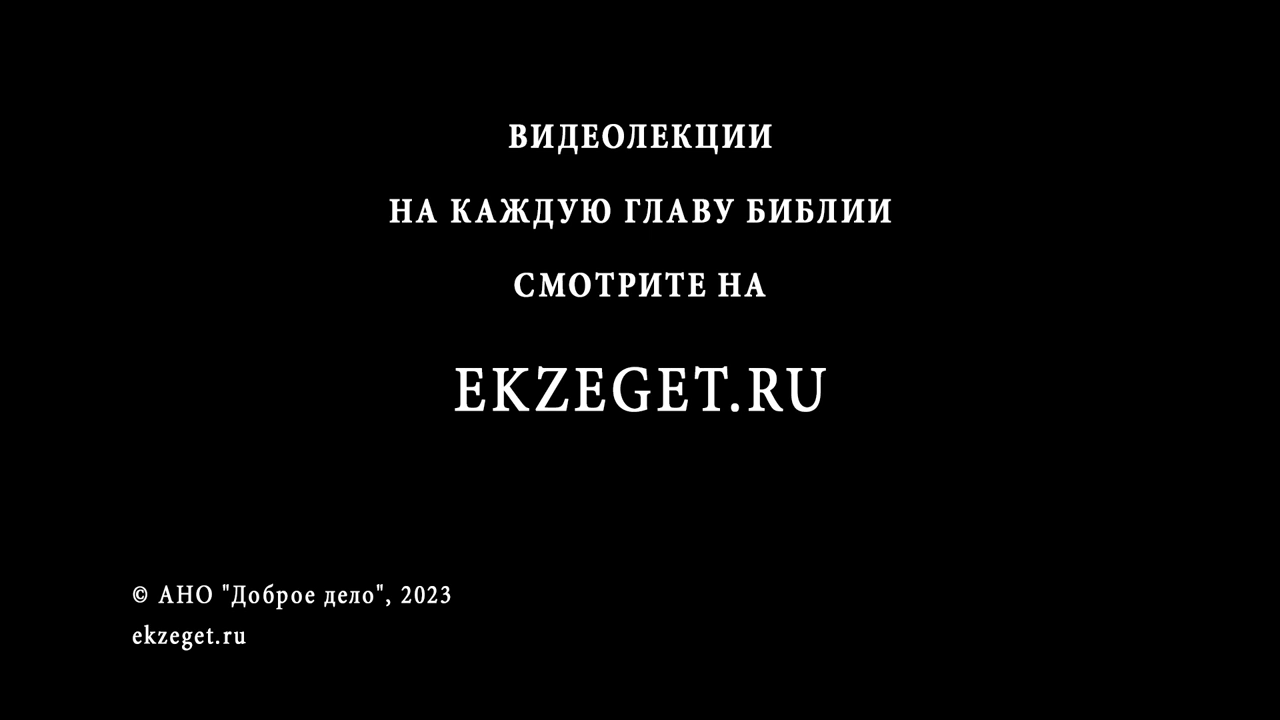 ВИДЕОЛЕКЦИИ
НА КАЖДУЮ ГЛАВУ БИБЛИИ
СМОТРИТЕ НА
EKZEGET.RU
© АНО "Доброе дело", 2023
ekzeget.ru